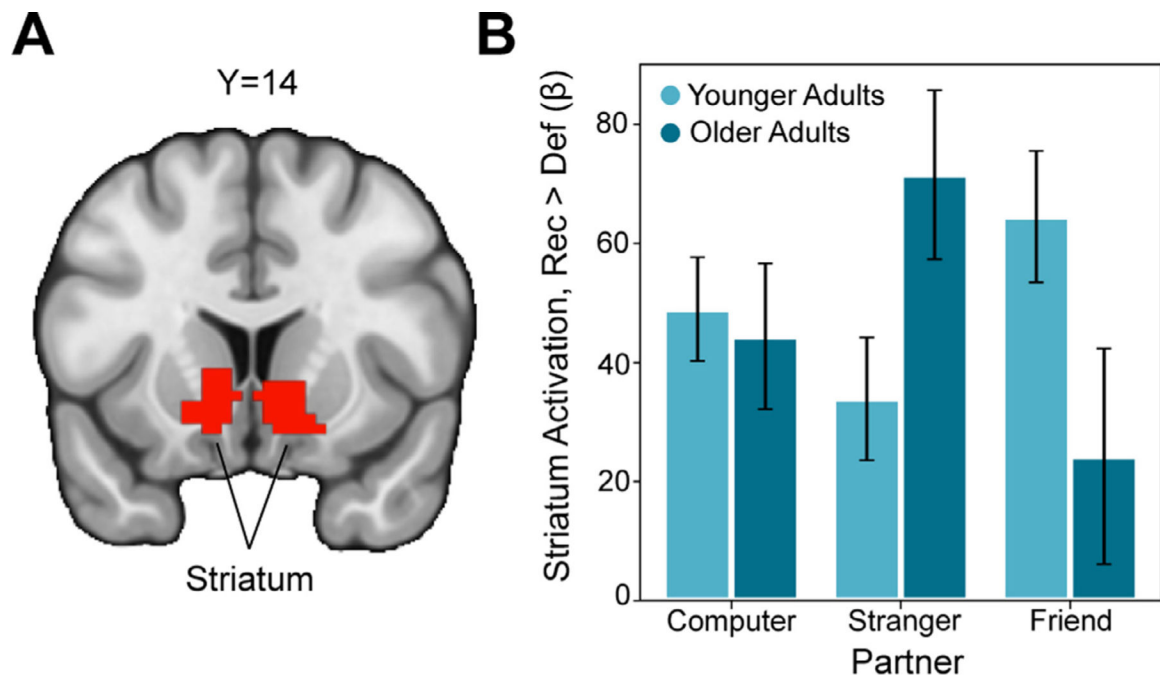 A
Y=14
Striatum
B
Striatum Activation, Rec > Def (β)
80
60
40
20
0
Younger Adults
Older Adults
Computer
Stranger
Friend
Partner